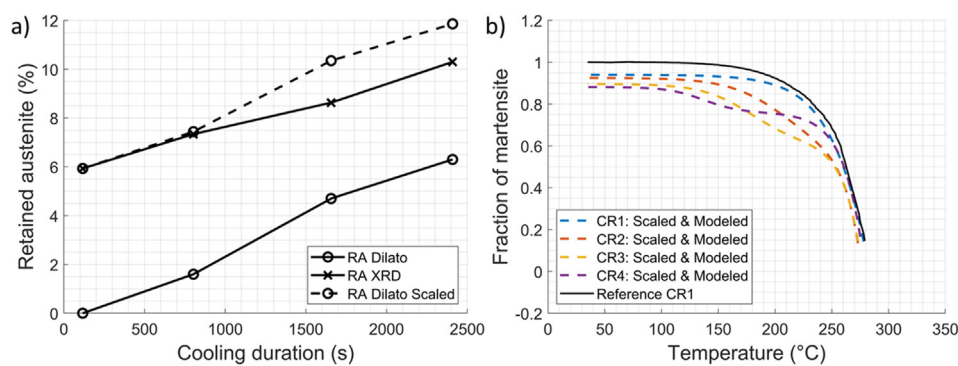 a)
Retained austenite (%)
12
10
8
6
4
2
0
0 500 1000 1500 2000 2500
Cooling duration (s)
RA Dilato
RA XRD
RA Dilato Scaled
b)
Fraction of martensite
1.2
1
0.8
0.6
0.4
0.2
0
-0.2
0 50 100 150 200 250 300 350
Temperature (°C)
CR1: Scaled & Modeled
CR2: Scaled & Modeled
CR3: Scaled & Modeled
CR4: Scaled & Modeled
Reference CR1